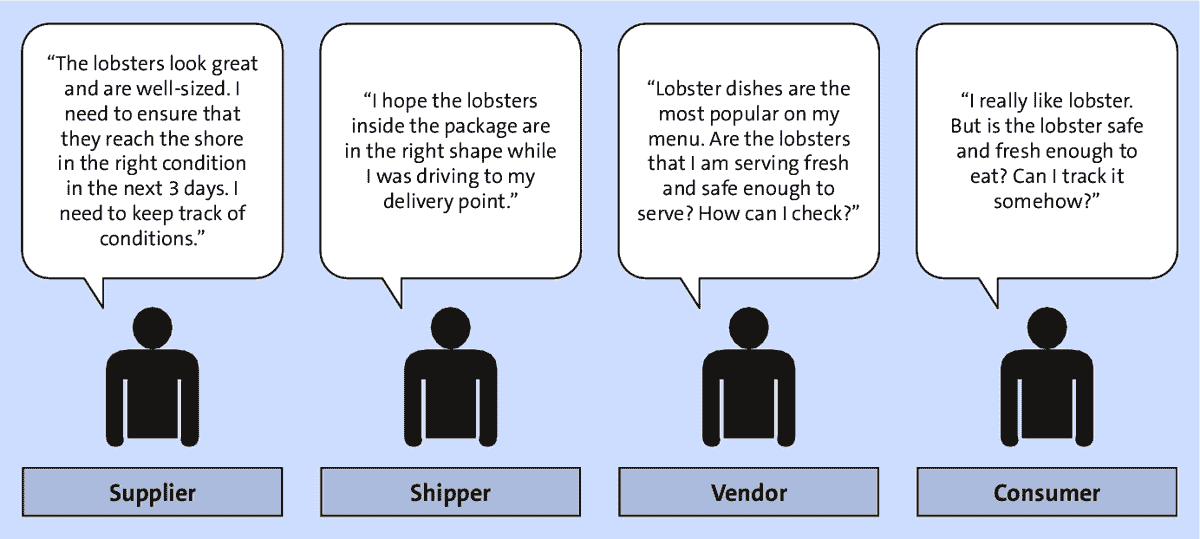 “The lobsters look great
and are well-sized. I
need to ensure that
they reach the shore
in the right condition
in the next 3 days. I
need to keep track of
conditions.”
“I hope the lobsters
inside the package are
in the right shape while
I was driving to my
delivery point.”
“Lobster dishes are the
most popular on my
menu. Are the lobsters
that I am serving fresh
and safe enough to
serve? How can I check?”
“I really like lobster.
But is the lobster safe
and fresh enough to
eat? Can I track it
somehow?”
Supplier
Shipper
Vendor
Consumer